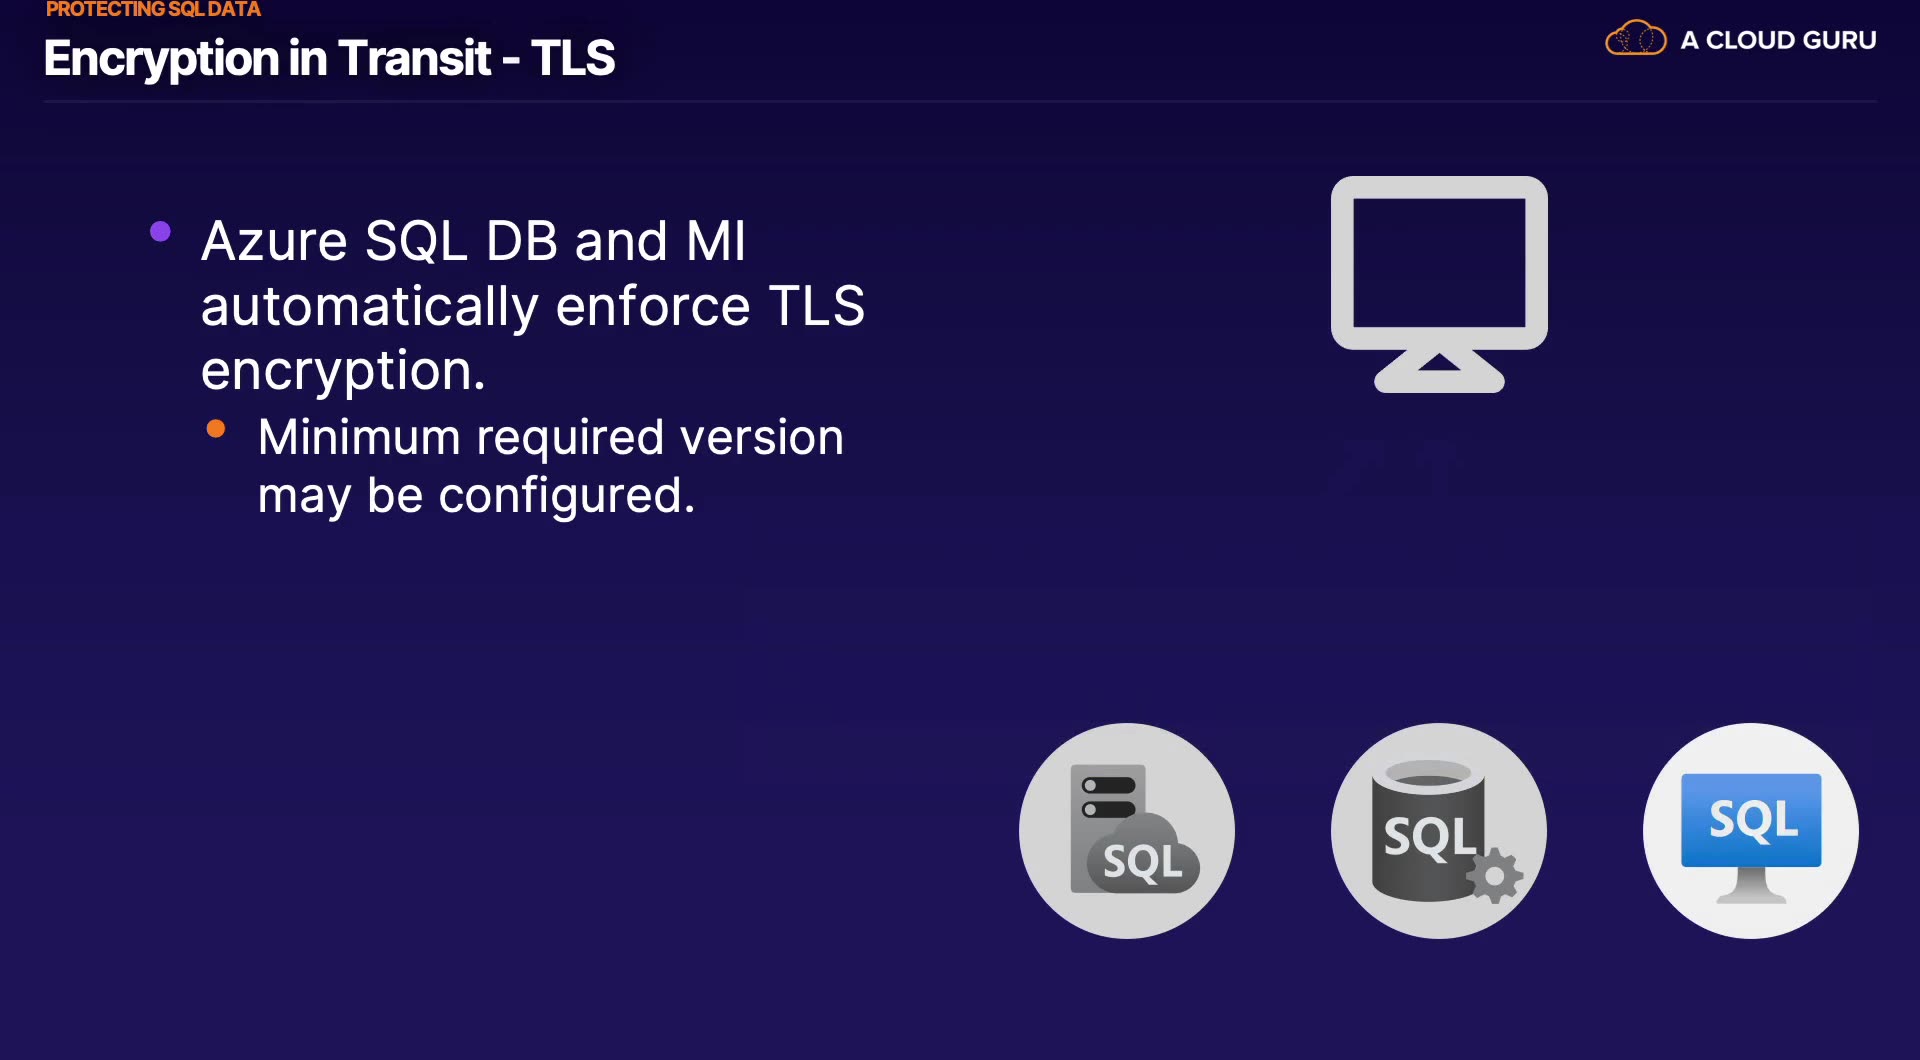 PROTECTING SQL DATA
Encryption in Transit - TLS
A CLOUD GURU
Azure SQL DB and MI
automatically enforce TLS
encryption.
Minimum required version
may be configured.
SQL
SQL
SQL